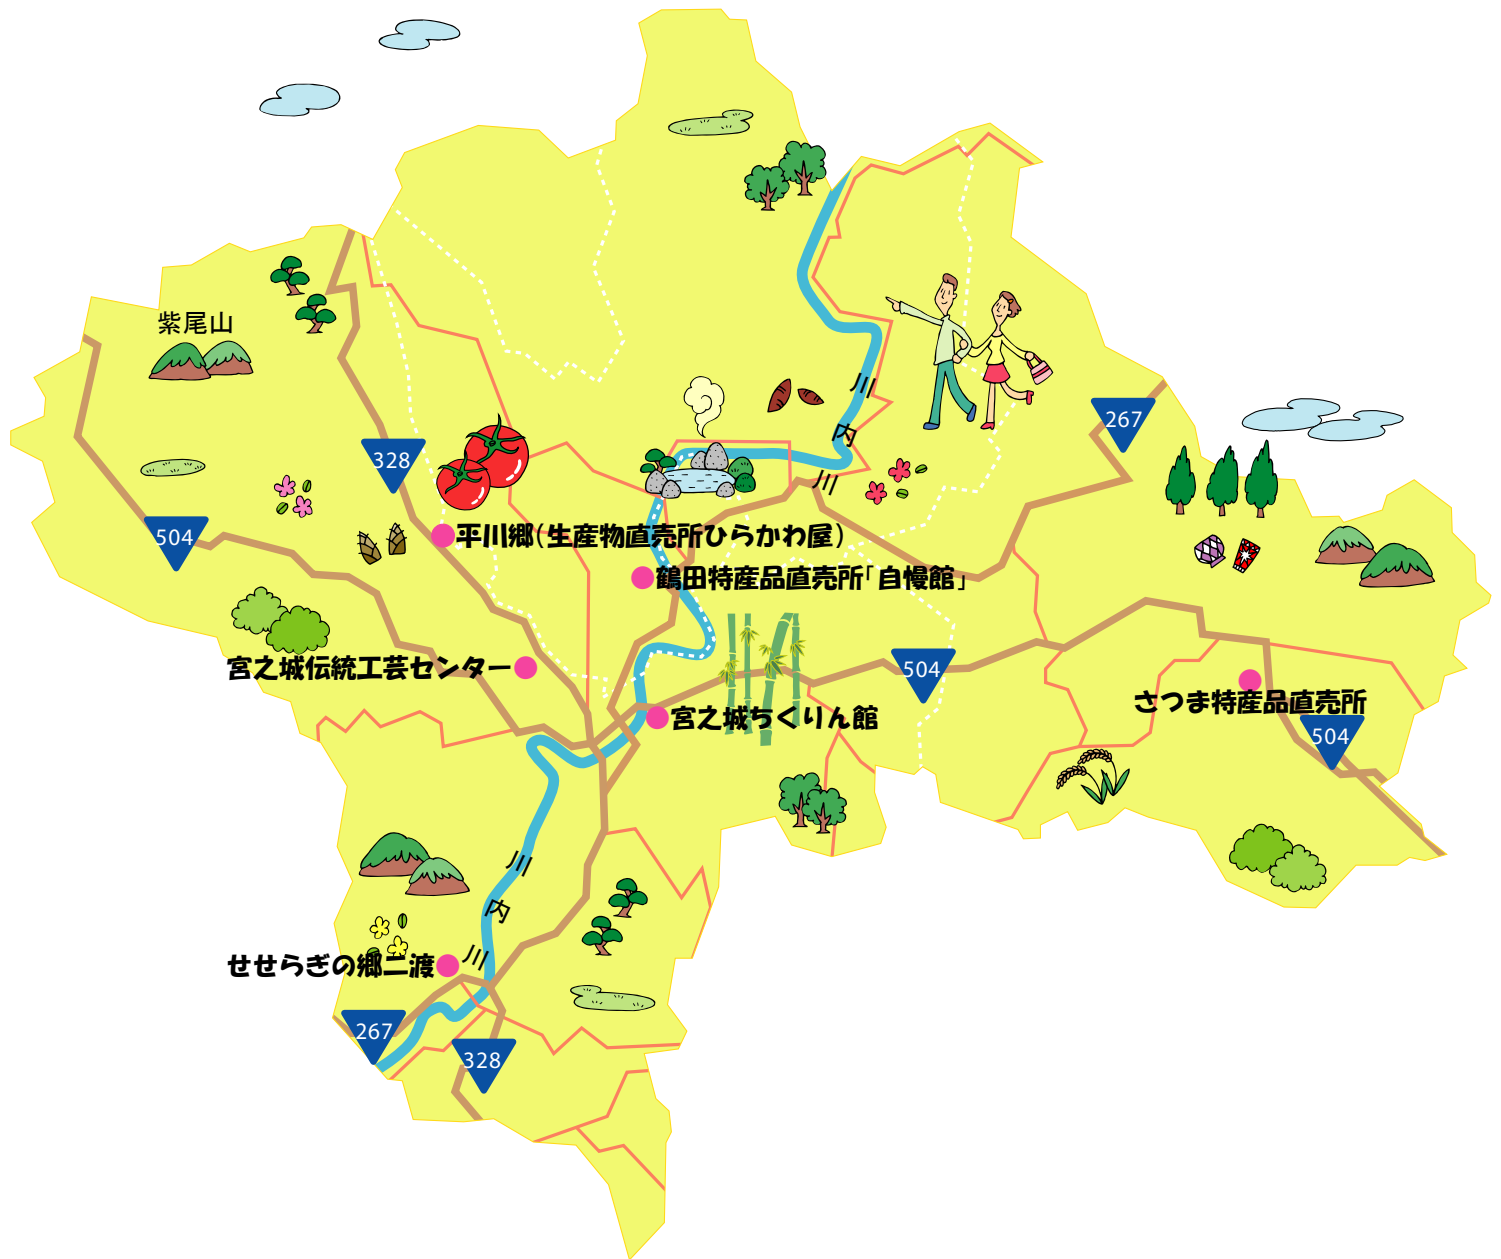 紫尾山
川内川
267
328
504
平川郷(生産物直売所ひらかわ屋)
鶴田特産品直売所「自慢館」
宮之城伝統工芸センター
504
さつま特産品直売所
宮之城ちくりん館
504
川内川
せせらぎの郷二渡
267
328